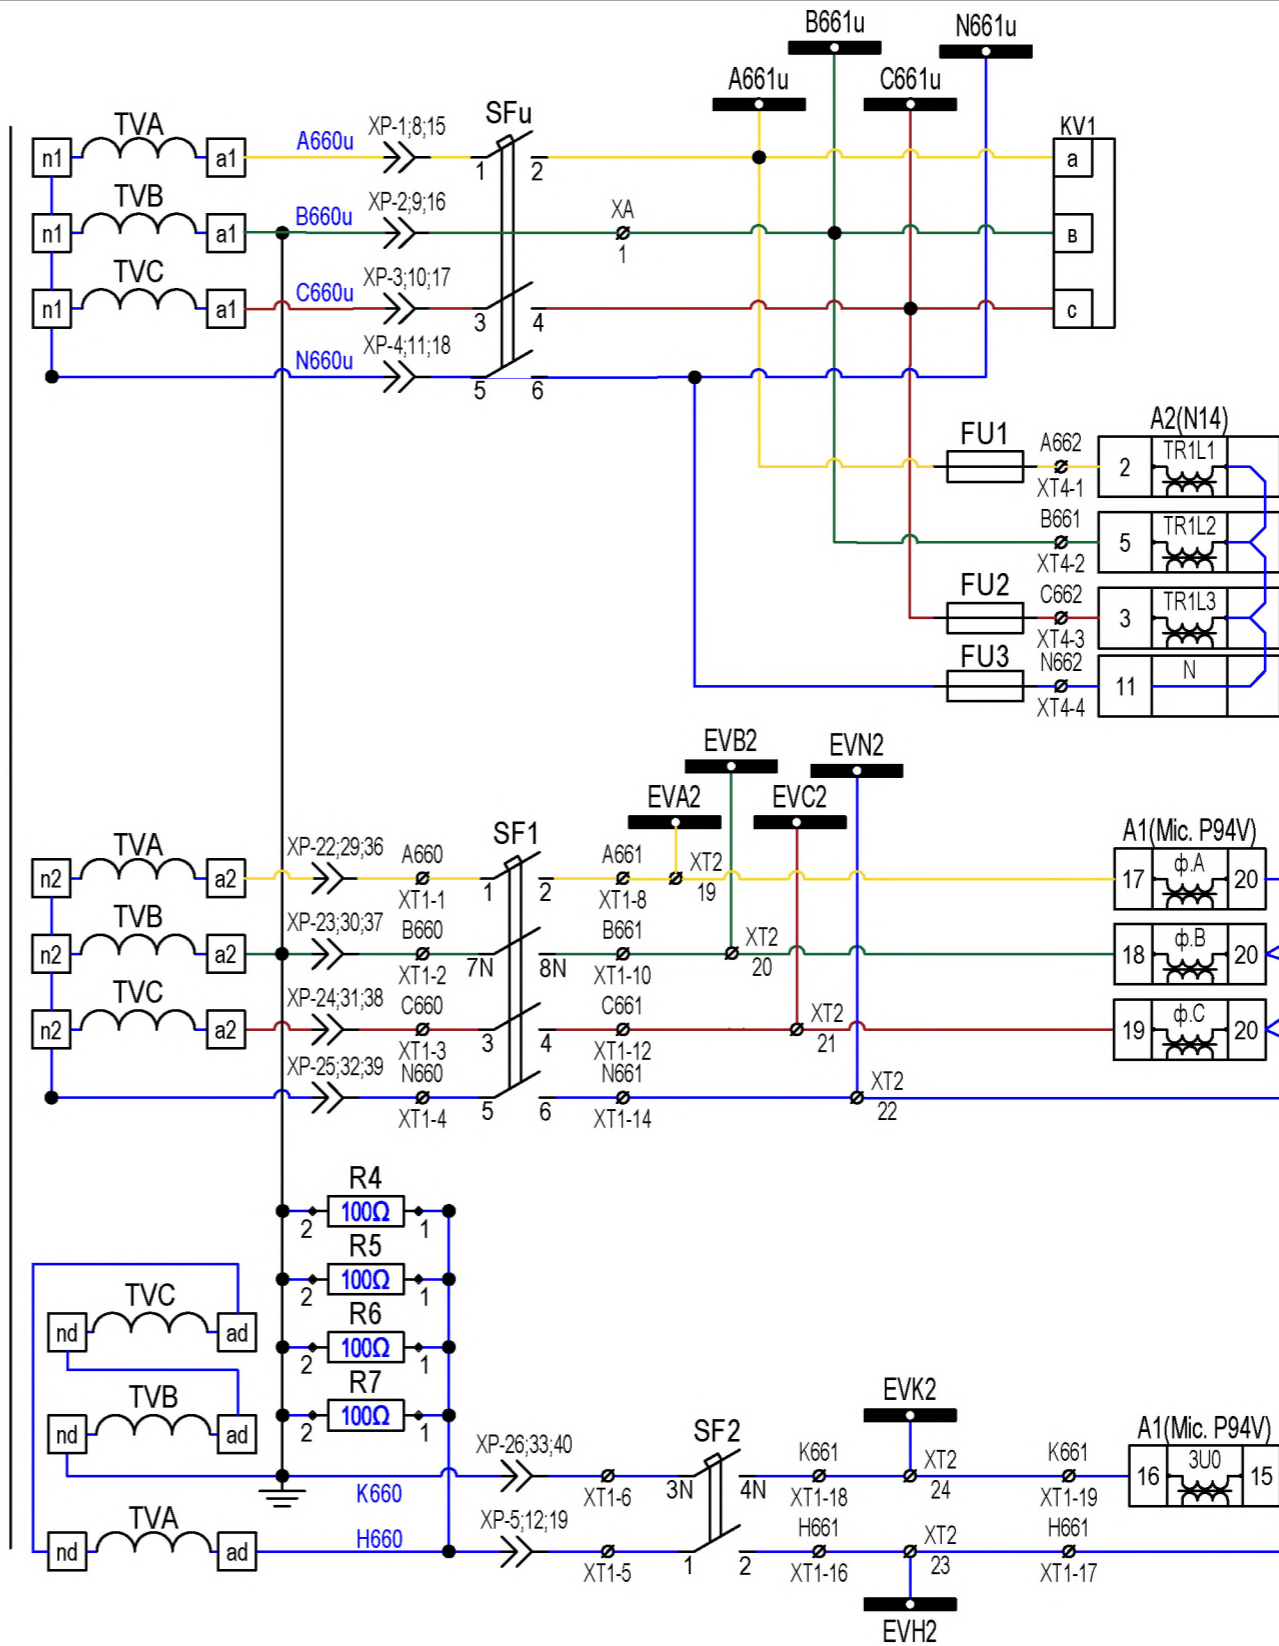 B661u N661u
A661u C661u
TVA A660u XP-1;8;15 SFu KV1
n1 a1 1 2 a
TVB B660u XP-2;9;16 XA
n1 a1 1 в
TVC C660u XP-3;10;17
n1 a1 3 4 c
N660u XP-4;11;18
5 6
A2(N14)
FU1 A662 TR1L1
2
XT4-1
B661 TR1L2
5
XT4-2
FU2 C662 TR1L3
3
XT4-3
FU3 N662 N
11
XT4-4
EVB2 EVN2
EVA2 EVC2
TVA XP-22;29;36 A660 SF1 A661 XT2 A1(Mic. P94V)
n2 a2 1 2 17 ф.A 20
XT1-1 XT1-8 19
TVB XP-23;30;37 B660 B661 XT2
n2 a2 7N 8N 18 ф.B 20
XT1-2 XT1-10 20
TVC XP-24;31;38 C660 C661 XT2
n2 a2 3 4 19 ф.C 20
XT1-3 XT1-12 21
XP-25;32;39 N660 N661 XT2
5 6
XT1-4 XT1-14 22
R4
2 100Ω 1
R5
2 100Ω 1
TVC R6
nd ad 2 100Ω 1
TVB R7
nd ad 2 100Ω 1
EVK2
K660 XP-26;33;40 SF2 K661 XT2 K661 A1(Mic. P94V)
XT1-6 3N 4N XT1-18 24 XT1-19 16 3U0 15
TVA H660 XP-5;12;19 H661 XT2 H661
nd ad XT1-5 1 2 XT1-16 23 XT1-17
EVH2